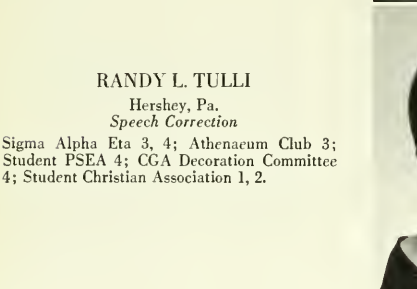 RANDY L. TULLI
Hershey, Pa.
Speech Correction
Sigma Alpha Eta 3, 4; Athenaeum Club 3;
Student PSEA 4; CGA Decoration Committee
4; Student Christian Association 1, 2.